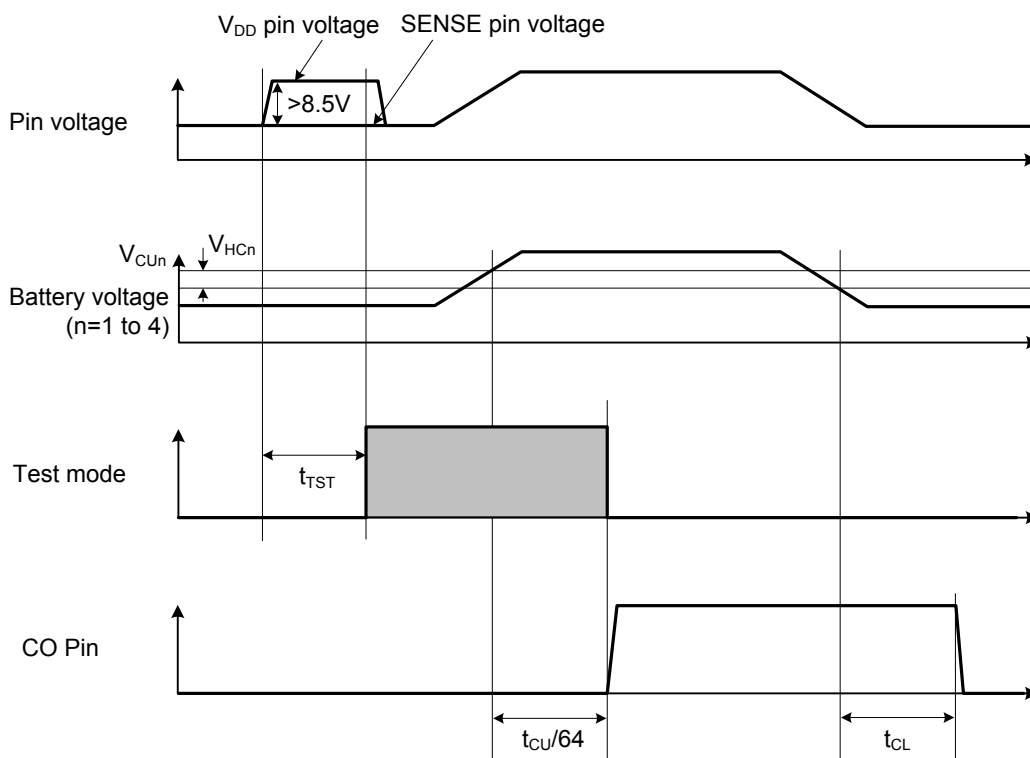 V_DD pin voltage
SENSE pin voltage
>8.5V
Pin voltage
V_HCn
V_CUn
Battery voltage
(n=1 to 4)
Test mode
t_TST
CO Pin
t_CU/64
t_CL